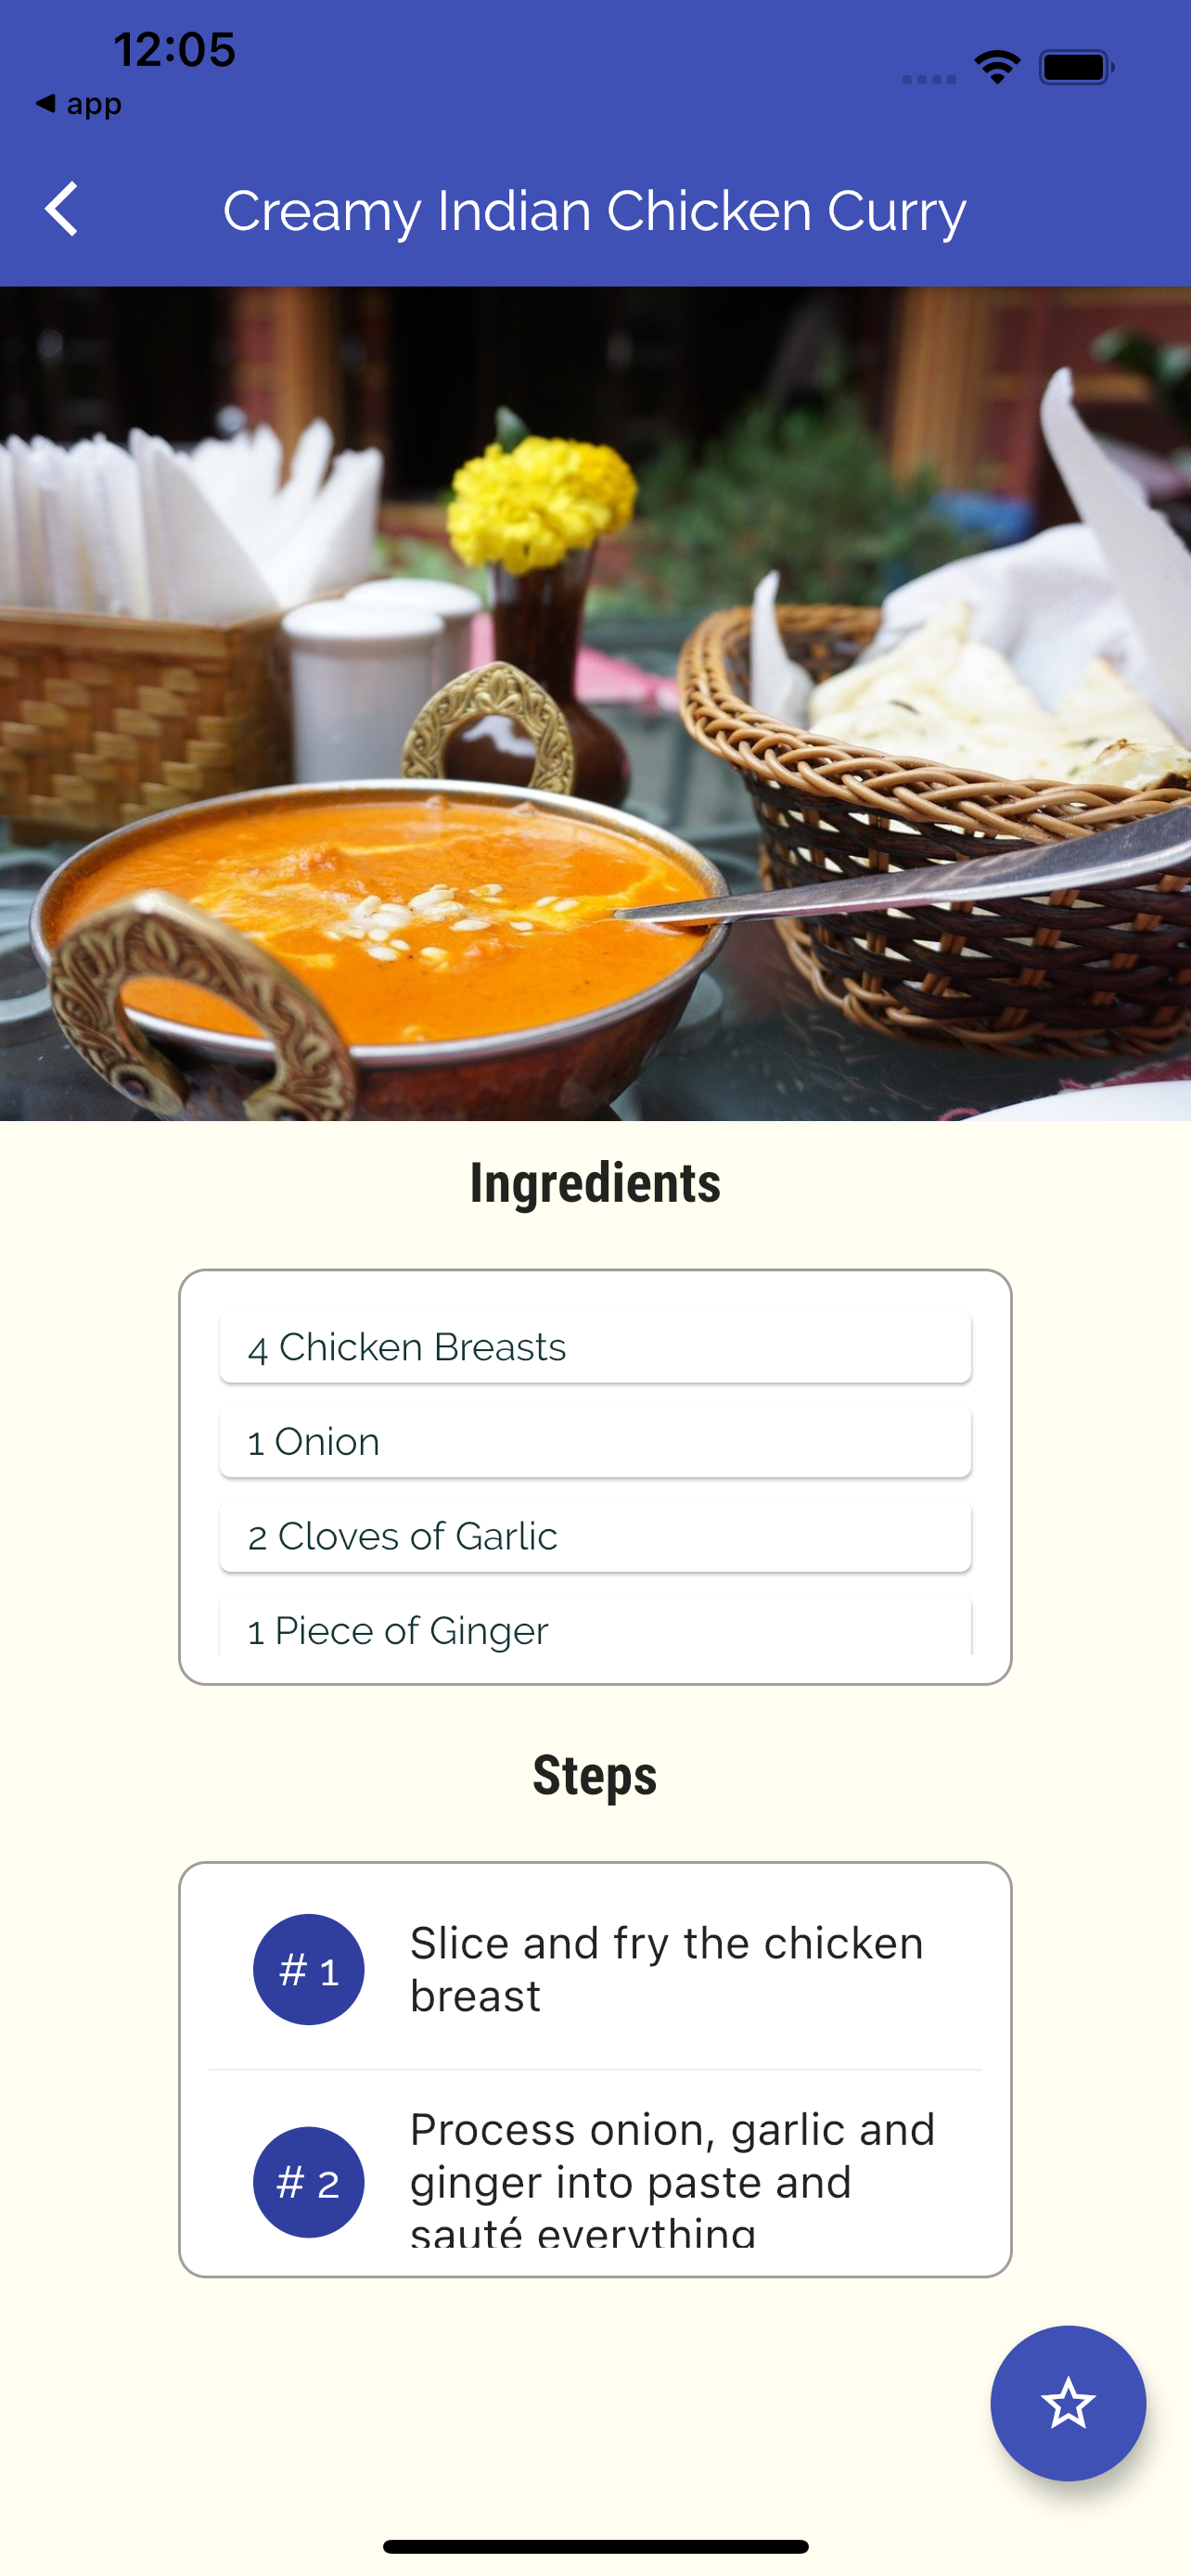 12:05
◀ app
Creamy Indian Chicken Curry
Ingredients
4 Chicken Breasts
1 Onion
2 Cloves of Garlic
1 Piece of Ginger
Steps
# 1
Slice and fry the chicken
breast
# 2
Process onion, garlic and
ginger into paste and
sauté everything